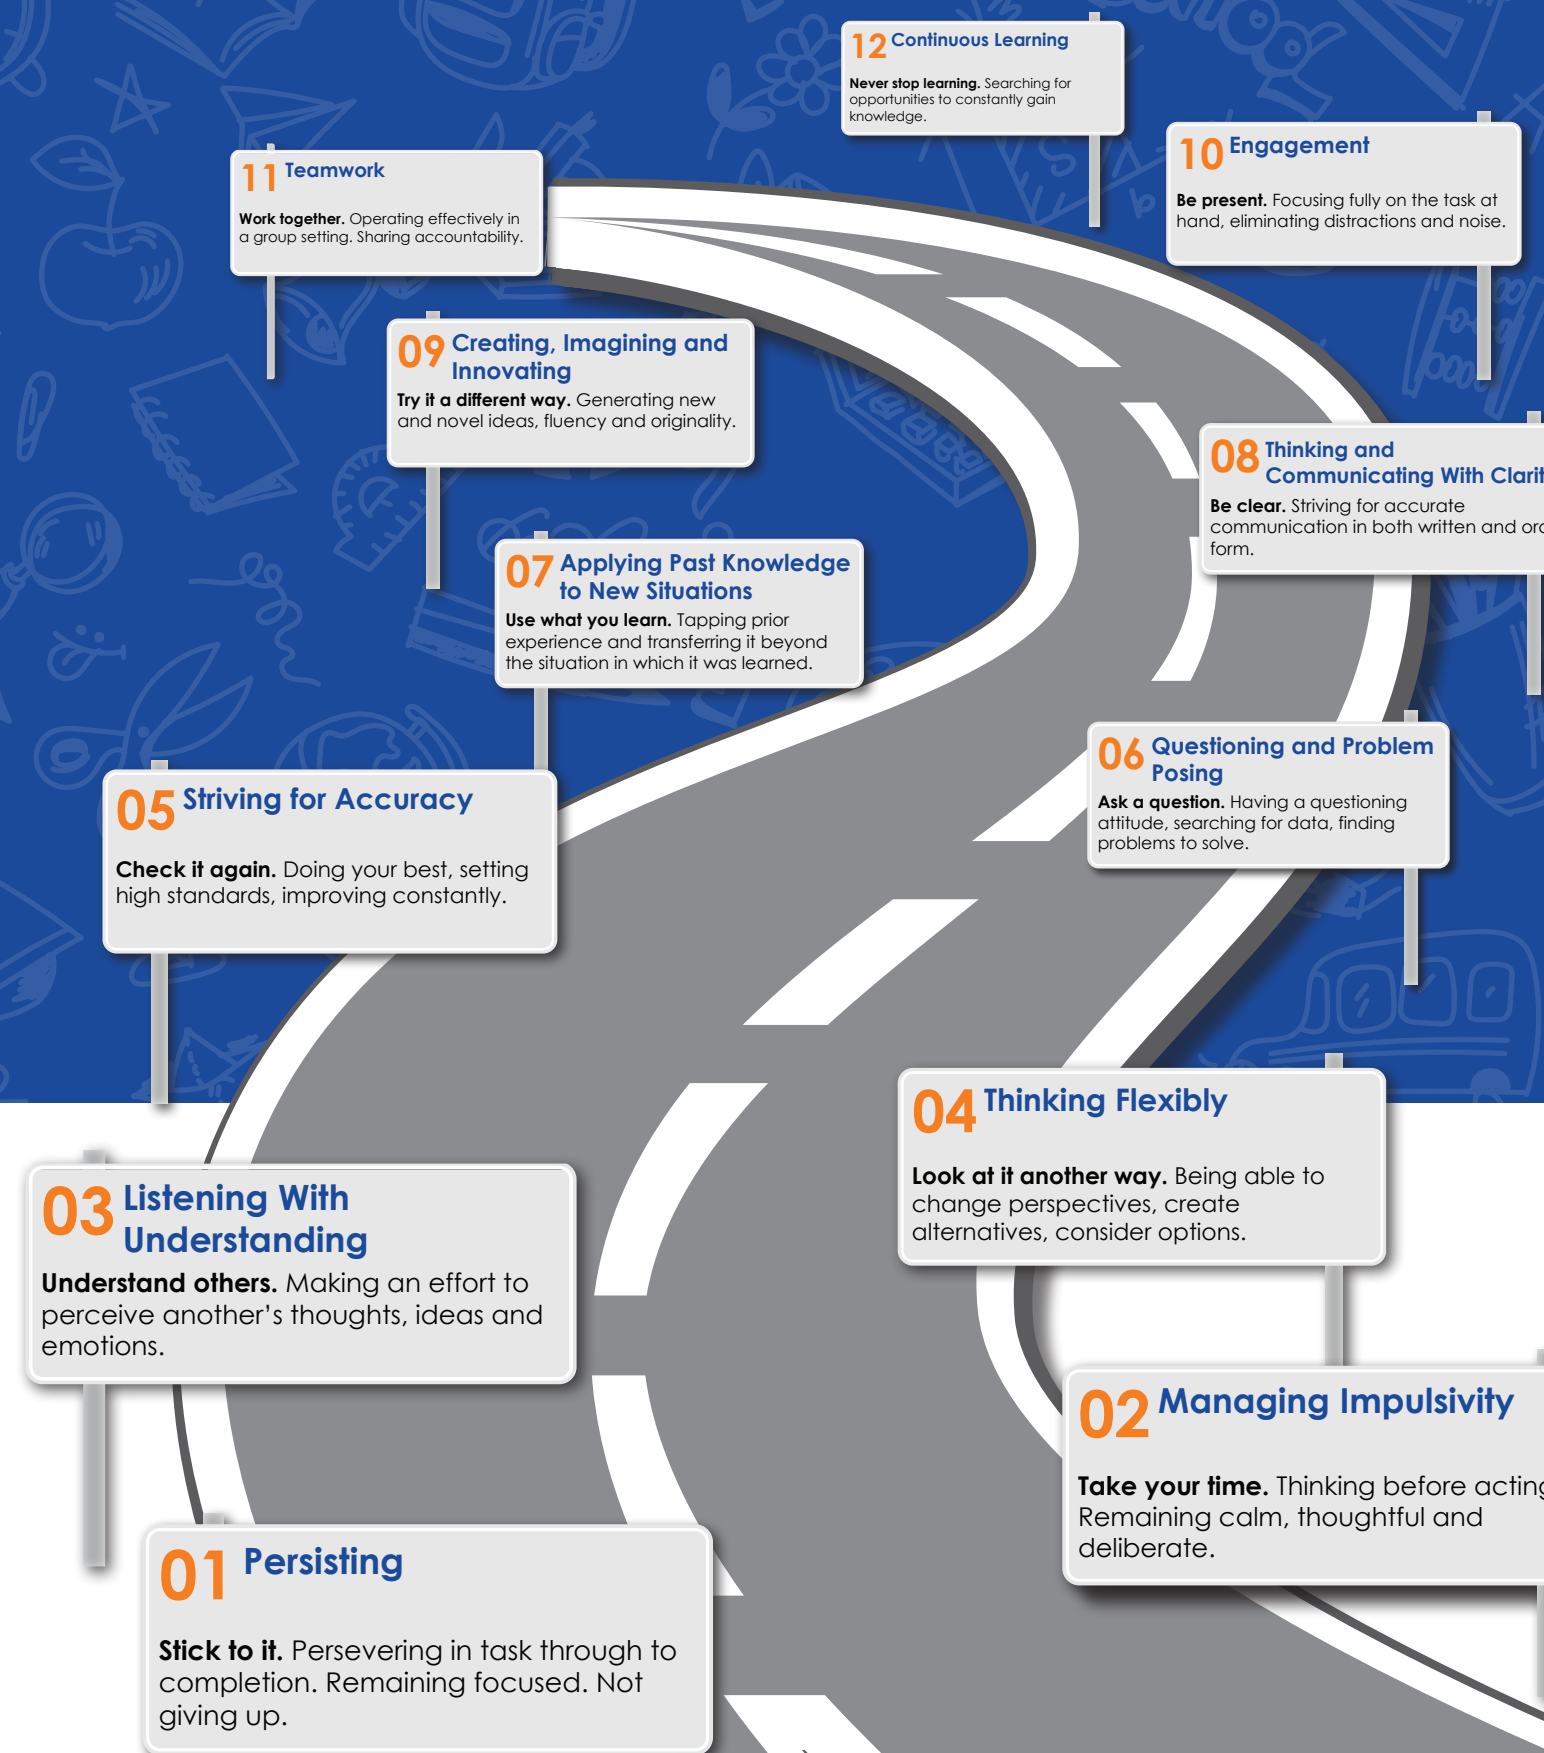 12 Continuous Learning
Never stop learning. Searching for
opportunities to constantly gain
knowledge.
10 Engagement
Be present. Focusing fully on the task at
hand, eliminating distractions and noise.
11 Teamwork
Work together. Operating effectively in
a group setting. Sharing accountability.
09 Creating, Imagining and
Innovating
Try it a different way. Generating new
and novel ideas, fluency and originality.
08 Thinking and
Communicating With Clarit
Be clear. Striving for accurate
communication in both written and
form.
07 Applying Past Knowledge
to New Situations
Use what you learn. Tapping prior
experience and transferring it beyond
the situation in which it was learned.
06 Questioning and Problem
Posing
Ask a question. Having a questioning
attitude, searching for data, finding
problems to solve.
05 Striving for Accuracy
Check it again. Doing your best, setting
high standards, improving constantly.
04 Thinking Flexibly
Look at it another way. Being able to
change perspectives, create
alternatives, consider options.
03 Listening With
Understanding
Understand others. Making an effort to
perceive another’s thoughts, ideas and
emotions.
02 Managing Impulsivity
Take your time. Thinking before acting
Remaining calm, thoughtful and
deliberate.
01 Persisting
Stick to it. Persevering in task through to
completion. Remaining focused. Not
giving up.